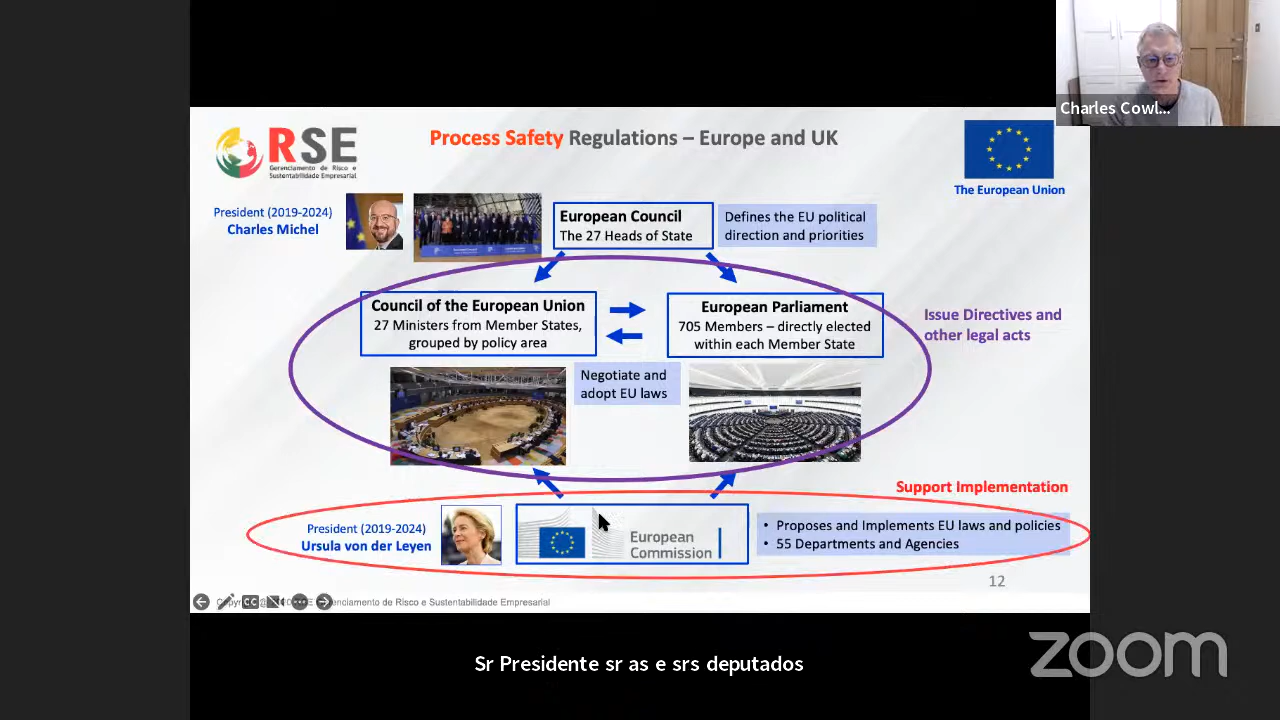 Charles Cowl...
RSE
Gerenciamento de Risco e
Sustentabilidade Empresarial
Process Safety Regulations – Europe and UK
The European Union
President (2019-2024)
Charles Michel
European Council
The 27 Heads of State
Defines the EU political
direction and priorities
Council of the European Union
27 Ministers from Member States,
grouped by policy area
European Parliament
705 Members – directly elected
within each Member State
Issue Directives and
other legal acts
Negotiate and
adopt EU laws
Support Implementation
President (2019-2024)
Ursula von der Leyen
European
Commission
• Proposes and Implements EU laws and policies
• 55 Departments and Agencies
12
CC
de Risco e Sustentabilidade Empresarial
Sr Presidente sr as e srs deputados
zoom